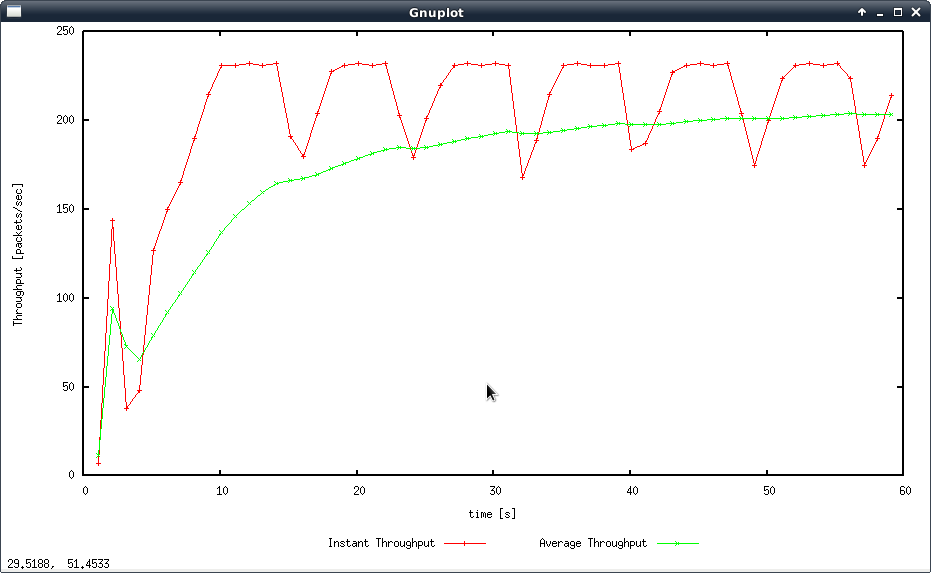 Gnuplot
250
200
150
100
50
0
Throughput [packets/sec]
0 10 20 30 40 50 60
time [s]
Instant Throughput Average Throughput
29.5188, 51.4533